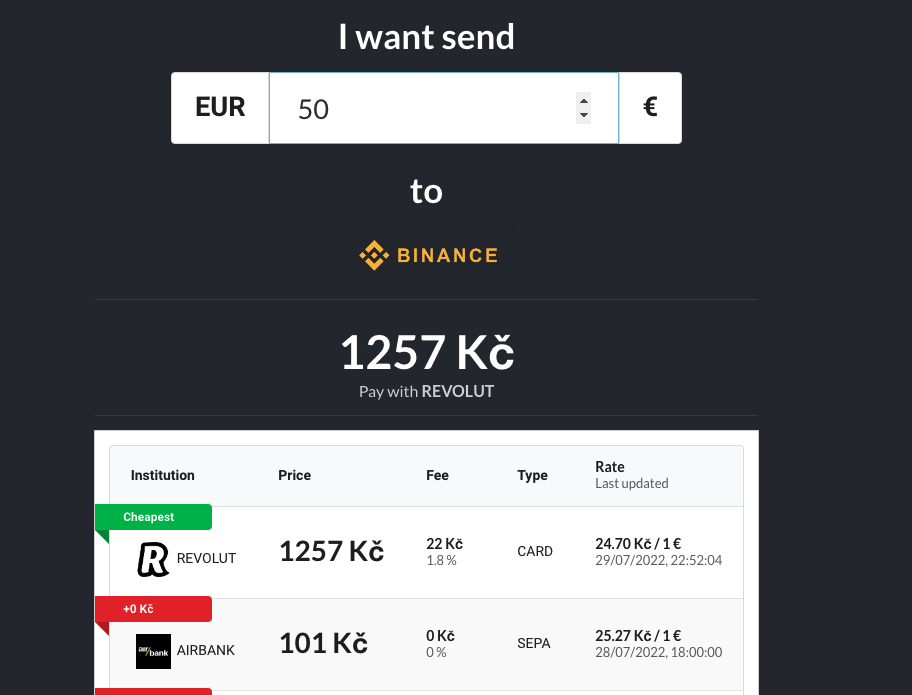 I want send
EUR 50 €
to
BINANCE
1257 Kč
Pay with REVOLUT
Institution Price Fee Type Rate
Last updated
Cheapest
R REVOLUT 1257 Kč 22 Kč CARD 24.70 Kč / 1 €
1.8 % 29/07/2022, 22:52:04
+0 Kč
air/bank AIRBANK 101 Kč 0 Kč SEPA 25.27 Kč / 1 €
0 % 28/07/2022, 18:00:00